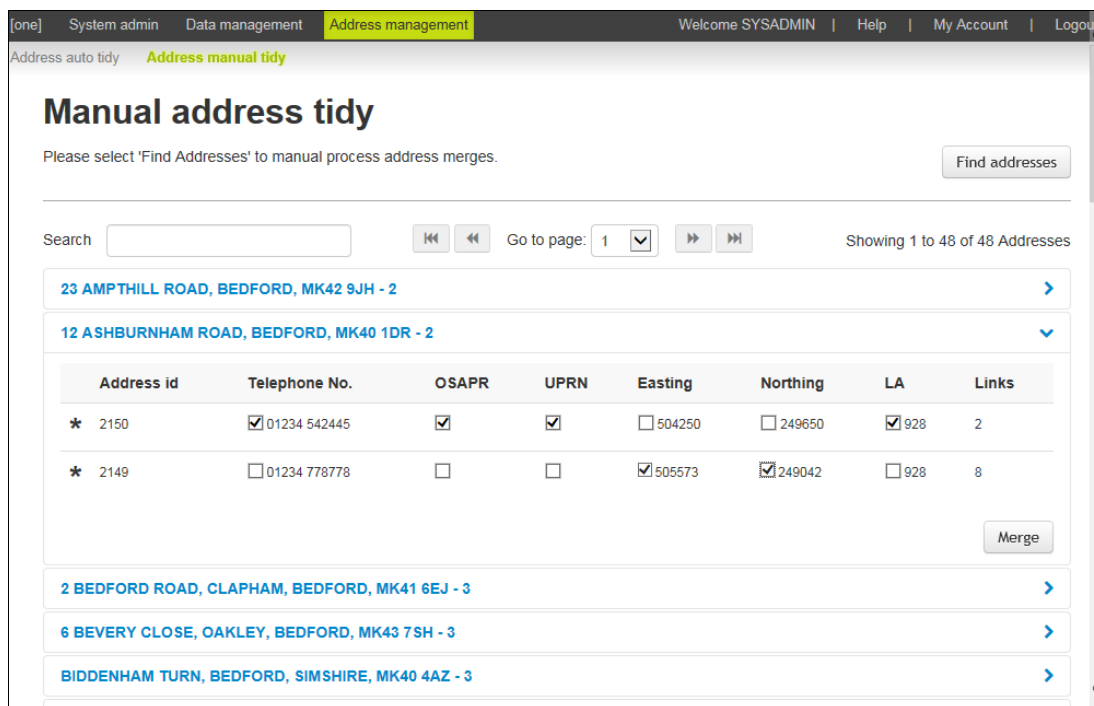 [one] System admin Data management Address management Welcome SYSADMIN | Help | My Account | Logou
Address auto tidy Address manual tidy
Manual address tidy
Please select 'Find Addresses' to manual process address merges.
Find addresses
Search Go to page: 1 Showing 1 to 48 of 48 Addresses
23 AMPTHILL ROAD, BEDFORD, MK42 9JH - 2
12 ASHBURNHAM ROAD, BEDFORD, MK40 1DR - 2
Address id Telephone No. OSAPR UPRN Easting Northing LA Links
* 2150 01234 542445 504250 249650 928 2
* 2149 01234 778778 505573 249042 928 8
Merge
2 BEDFORD ROAD, CLAPHAM, BEDFORD, MK41 6EJ - 3
6 BEVERY CLOSE, OAKLEY, BEDFORD, MK43 7SH - 3
BIDDENHAM TURN, BEDFORD, SIMSHIRE, MK40 4AZ - 3